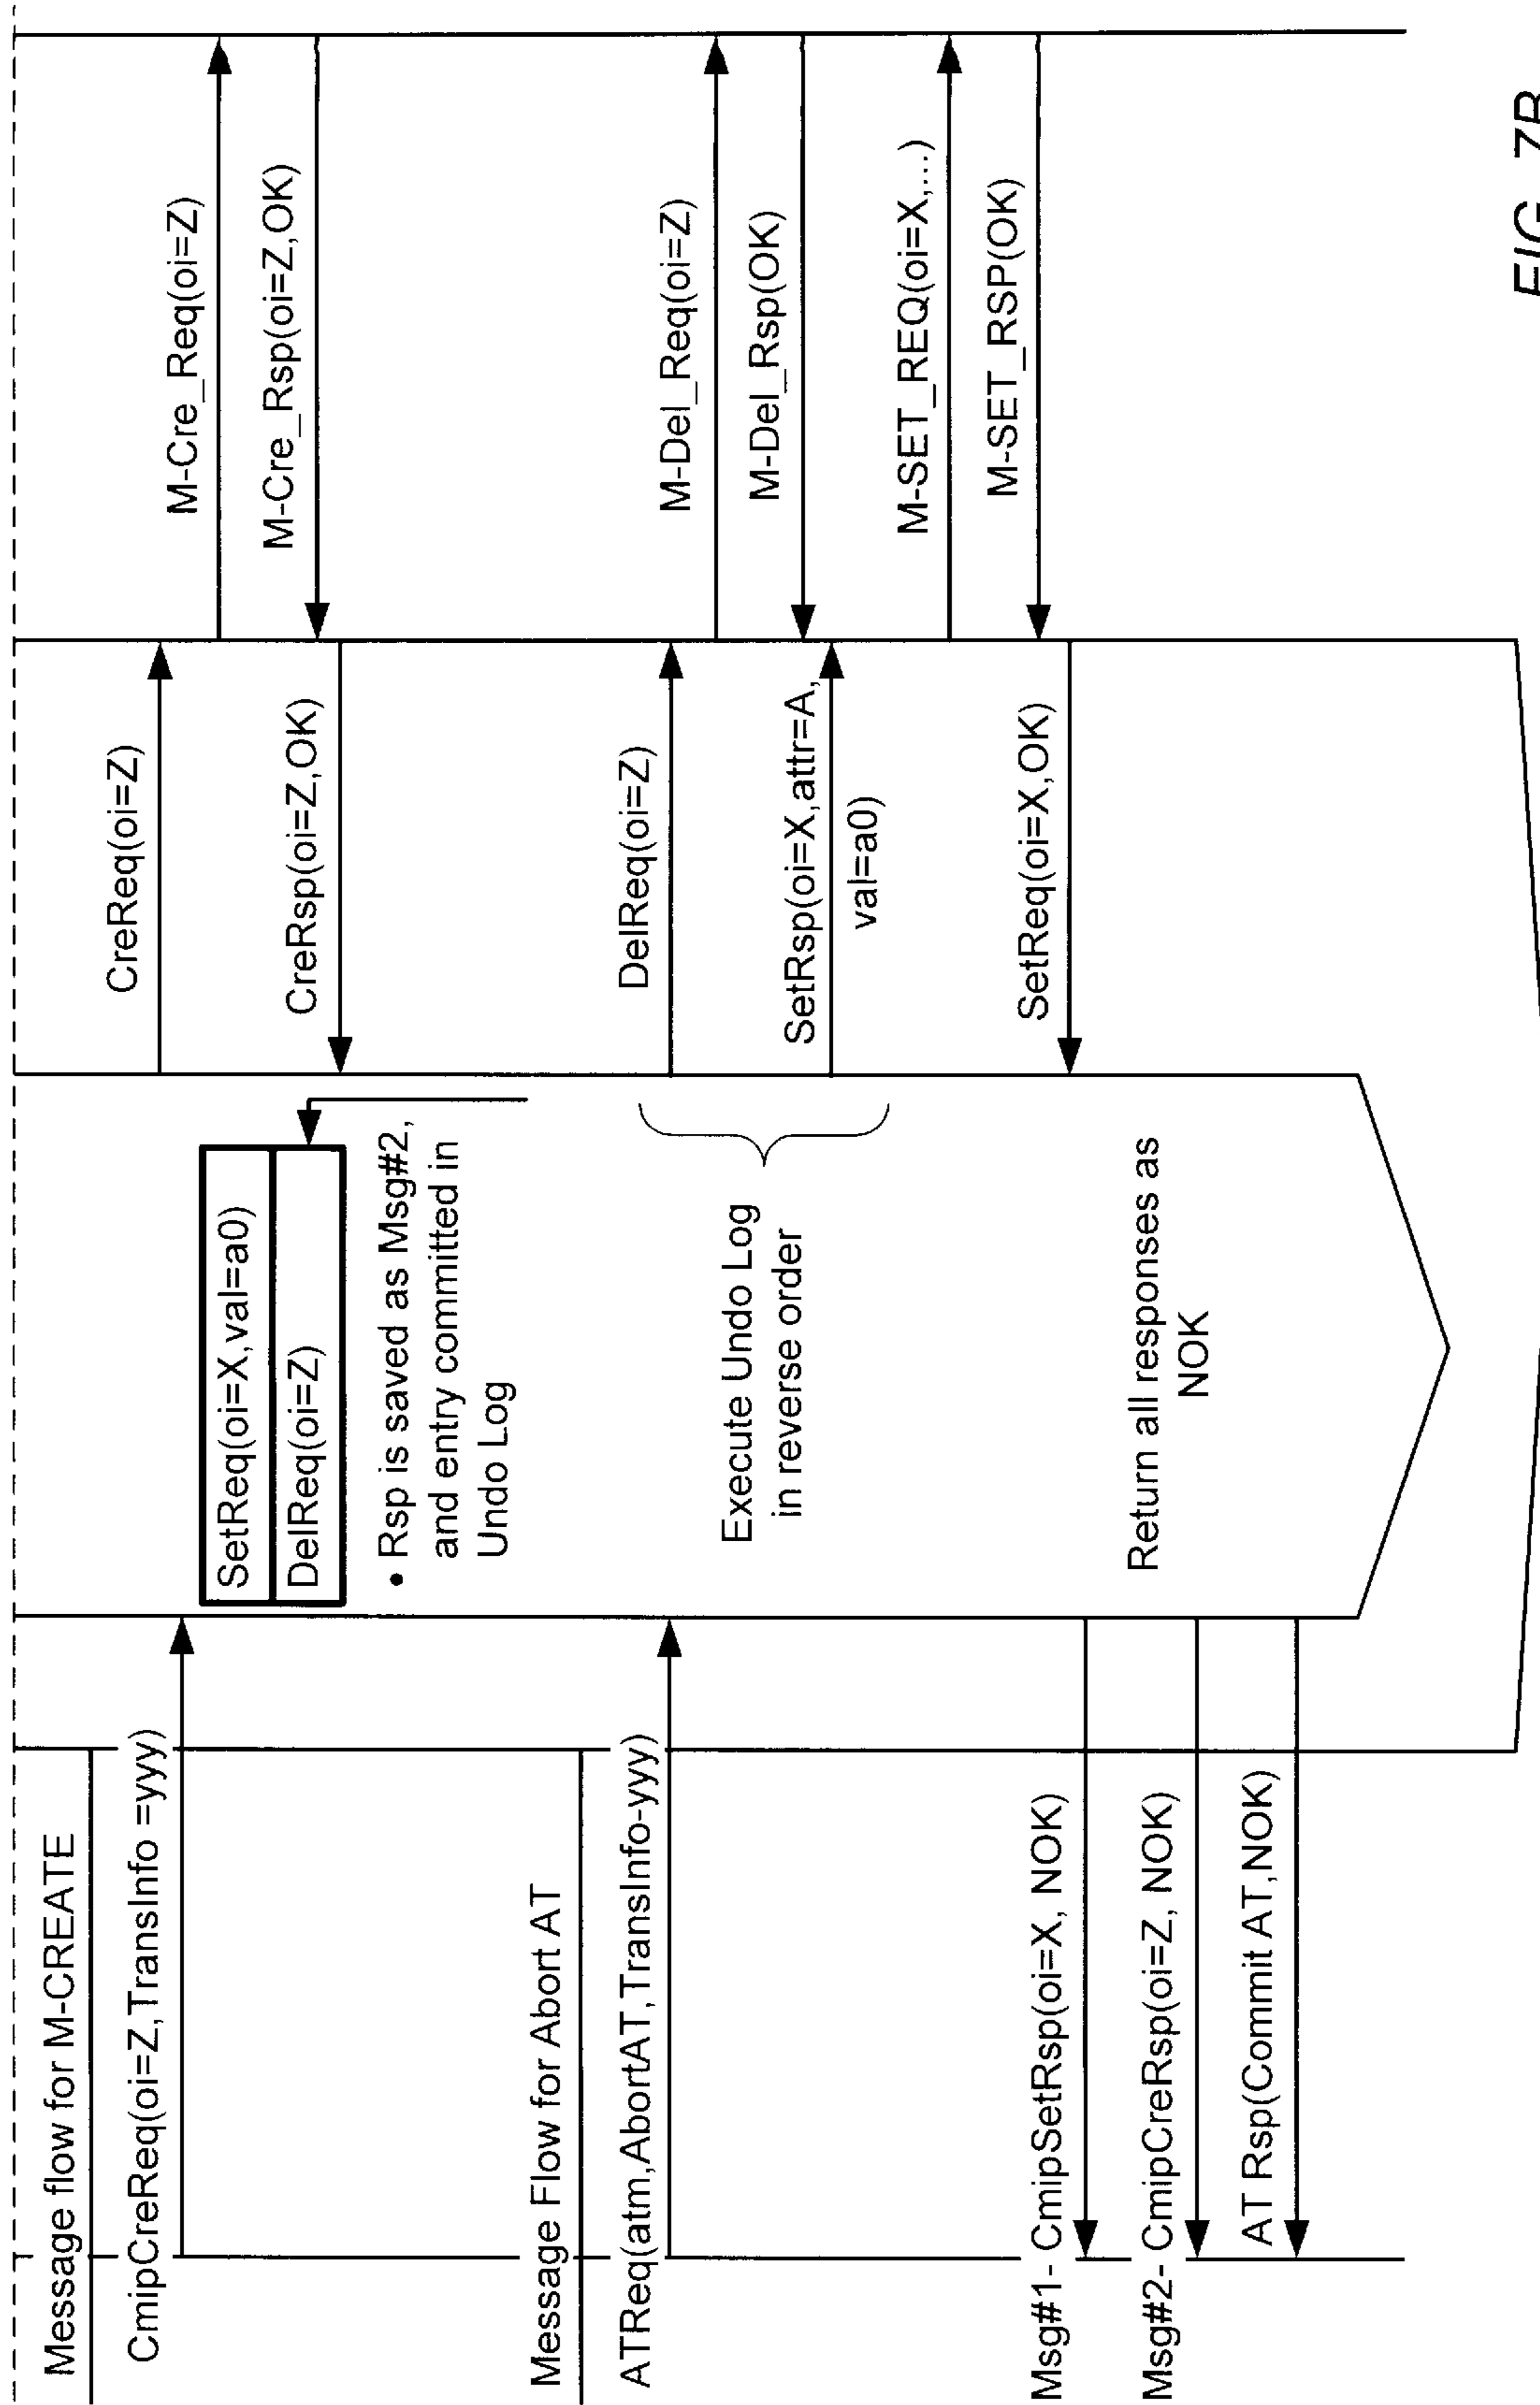 Message flow for M-CREATE
CmipCreReq(oi=Z,TransInfo =yyy)
CreReq(oi=Z)
M-Cre_Req(oi=Z)
SetReq(oi=X,val=a0)
DelReq(oi=Z)
M-Cre_Rsp(oi=Z,OK)
CreRsp(oi=Z,OK)
• Rsp is saved as Msg#2,
and entry committed in
Undo Log
Message Flow for Abort AT
ATReq(atm,AbortAT,TransInfo-yyy)
DelReq(oi=Z)
M-Del_Req(oi=Z)
Execute Undo Log
in reverse order
M-Del_Rsp(OK)
SetRsp(oi=X,attr=A,
val=a0)
M-SET_REQ(oi=X,...)
M-SET_RSP(OK)
SetReq(oi=X,OK)
Msg#1- CmipSetRsp(oi=X, NOK)
Return all responses as
NOK
Msg#2- CmipCreRsp(oi=Z, NOK)
AT Rsp(Commit AT,NOK)
FIG. 7B